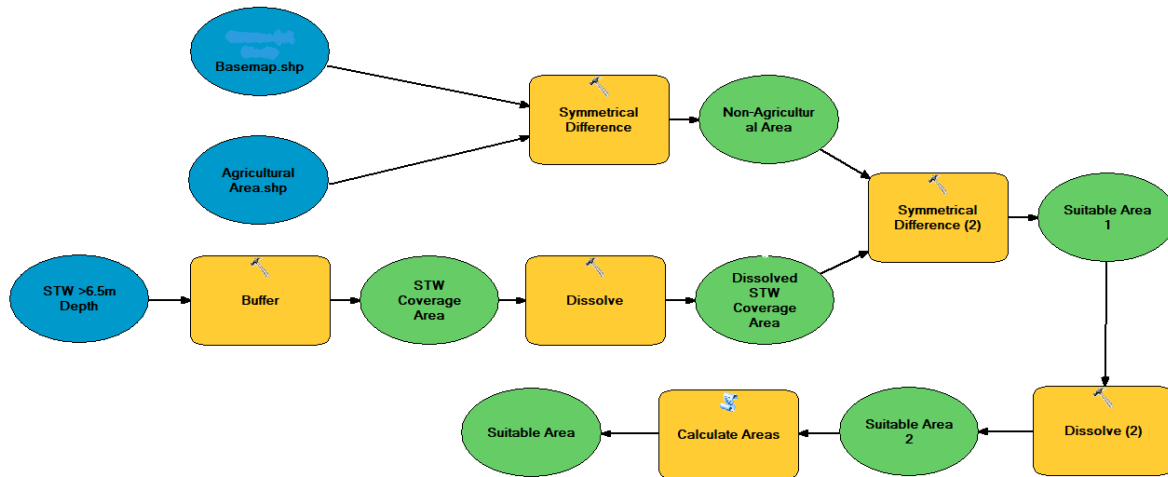 Basemap.shp
Symmetrical
Difference
Non-Agricultur
al Area
Agricultural
Area.shp
Symmetrical
Difference (2)
Suitable Area
1
STW >6.5m
Depth
Buffer
STW
Coverage
Area
Dissolve
Dissolved
STW
Coverage
Area
Suitable Area
Calculate Areas
Suitable Area
2
Dissolve (2)